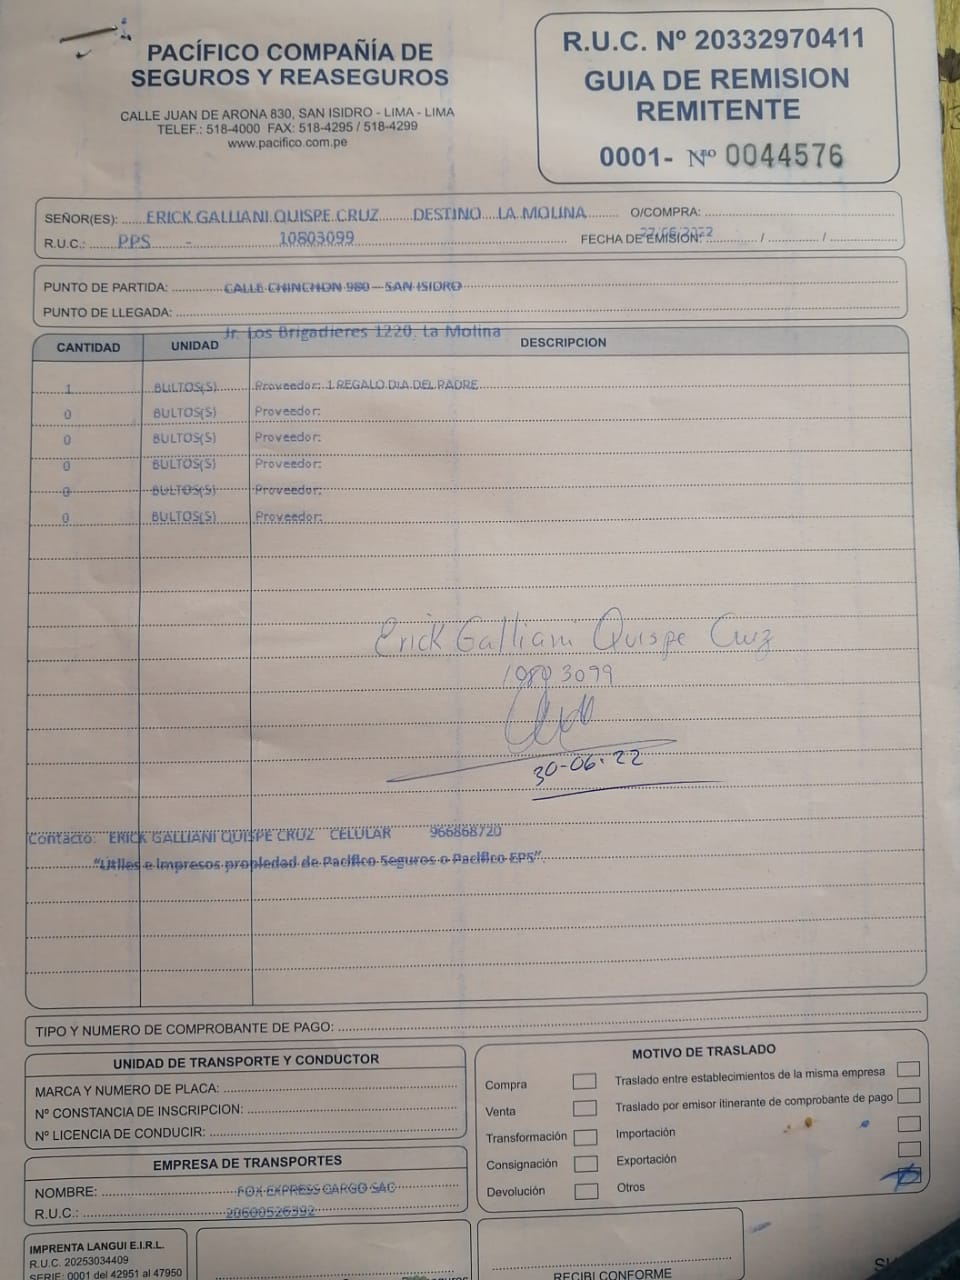 PACÍFICO COMPAÑÍA DE
SEGUROS Y REASEGUROS
CALLE JUAN DE ARONA 830, SAN ISIDRO - LIMA - LIMA
TELEF.: 518-4000 FAX: 518-4295 / 518-4299
www.pacifico.com.pe
R.U.C. Nº 20332970411
GUIA DE REMISION
REMITENTE
0001- Nº 0044576
SEÑOR(ES): ERICK GALLIANI QUISPE CRUZ DESTINO LA MOLINA O/COMPRA:
R.U.C.: PPS - 10803099 FECHA DE EMISIÓN: / /
PUNTO DE PARTIDA: CALLE CHINCHON 980 - SAN ISIDRO
PUNTO DE LLEGADA:
Jr. Los Brigadieres 1220, La Molina
CANTIDAD UNIDAD DESCRIPCION
1 BULTOS(S) Proveedor: 1 REGALO DIA DEL PADRE
0 BULTOS(S) Proveedor:
0 BULTOS(S) Proveedor:
0 BULTOS(S) Proveedor:
0 BULTOS(S) Proveedor:
0 BULTOS(S) Proveedor:
Erick Galliani Quispe Cruz
10803099
30-06-22
Contacto: ERICK GALLIANI QUISPE CRUZ CELULAR 966868720
"Utiles e Impresos propiedad de Pacifico Seguros o Pacifico EPS"
TIPO Y NUMERO DE COMPROBANTE DE PAGO:
UNIDAD DE TRANSPORTE Y CONDUCTOR
MARCA Y NUMERO DE PLACA:
Nº CONSTANCIA DE INSCRIPCION:
Nº LICENCIA DE CONDUCIR:
EMPRESA DE TRANSPORTES
NOMBRE: FOX EXPRESS CARGO SAC
R.U.C.: 20600526392
MOTIVO DE TRASLADO
Compra
Venta
Transformación
Consignación
Devolución
Traslado entre establecimientos de la misma empresa
Traslado por emisor itinerante de comprobante de pago
Importación
Exportación
Otros
IMPRENTA LANGUI E.I.R.L.
R.U.C. 20253034409
SERIE: 0001 del 42951 al 47950
RECIBI CONFORME